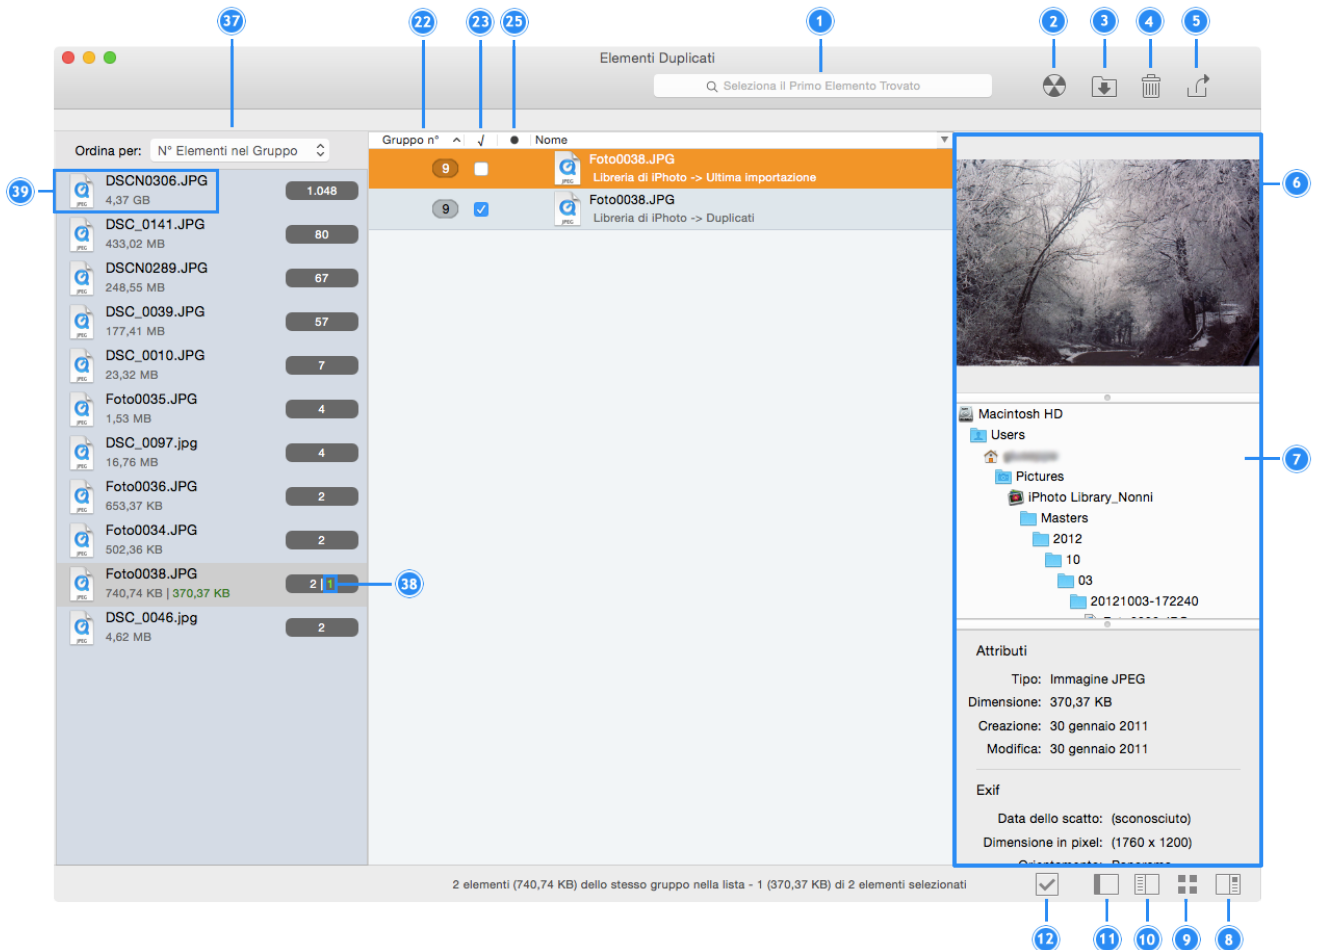 37
22
23
25
1
2
3
4
5
Elementi Duplicati
Seleziona il Primo Elemento Trovato
Ordina per: N° Elementi nel Gruppo
Gruppo n° √ Nome
39
DSCN0306.JPG
4,37 GB
1.048
DSC_0141.JPG
433,02 MB
80
DSCN0289.JPG
248,55 MB
67
DSC_0039.JPG
177,41 MB
57
DSC_0010.JPG
23,32 MB
7
Foto0035.JPG
1,53 MB
4
DSC_0097.jpg
16,76 MB
4
Foto0036.JPG
653,37 KB
2
Foto0034.JPG
502,36 KB
2
Foto0038.JPG
740,74 KB | 370,37 KB
2 | 1
38
DSC_0046.jpg
4,62 MB
2
9
Foto0038.JPG
Libreria di iPhoto -> Ultima importazione
9
Foto0038.JPG
Libreria di iPhoto -> Duplicati
6
Macintosh HD
Users
7
Pictures
iPhoto Library_Nonni
Masters
2012
10
03
20121003-172240
Attributi
Tipo: Immagine JPEG
Dimensione: 370,37 KB
Creazione: 30 gennaio 2011
Modifica: 30 gennaio 2011
Exif
Data dello scatto: (sconosciuto)
Dimensione in pixel: (1760 x 1200)
2 elementi (740,74 KB) dello stesso gruppo nella lista - 1 (370,37 KB) di 2 elementi selezionati
12
11
10
9
8